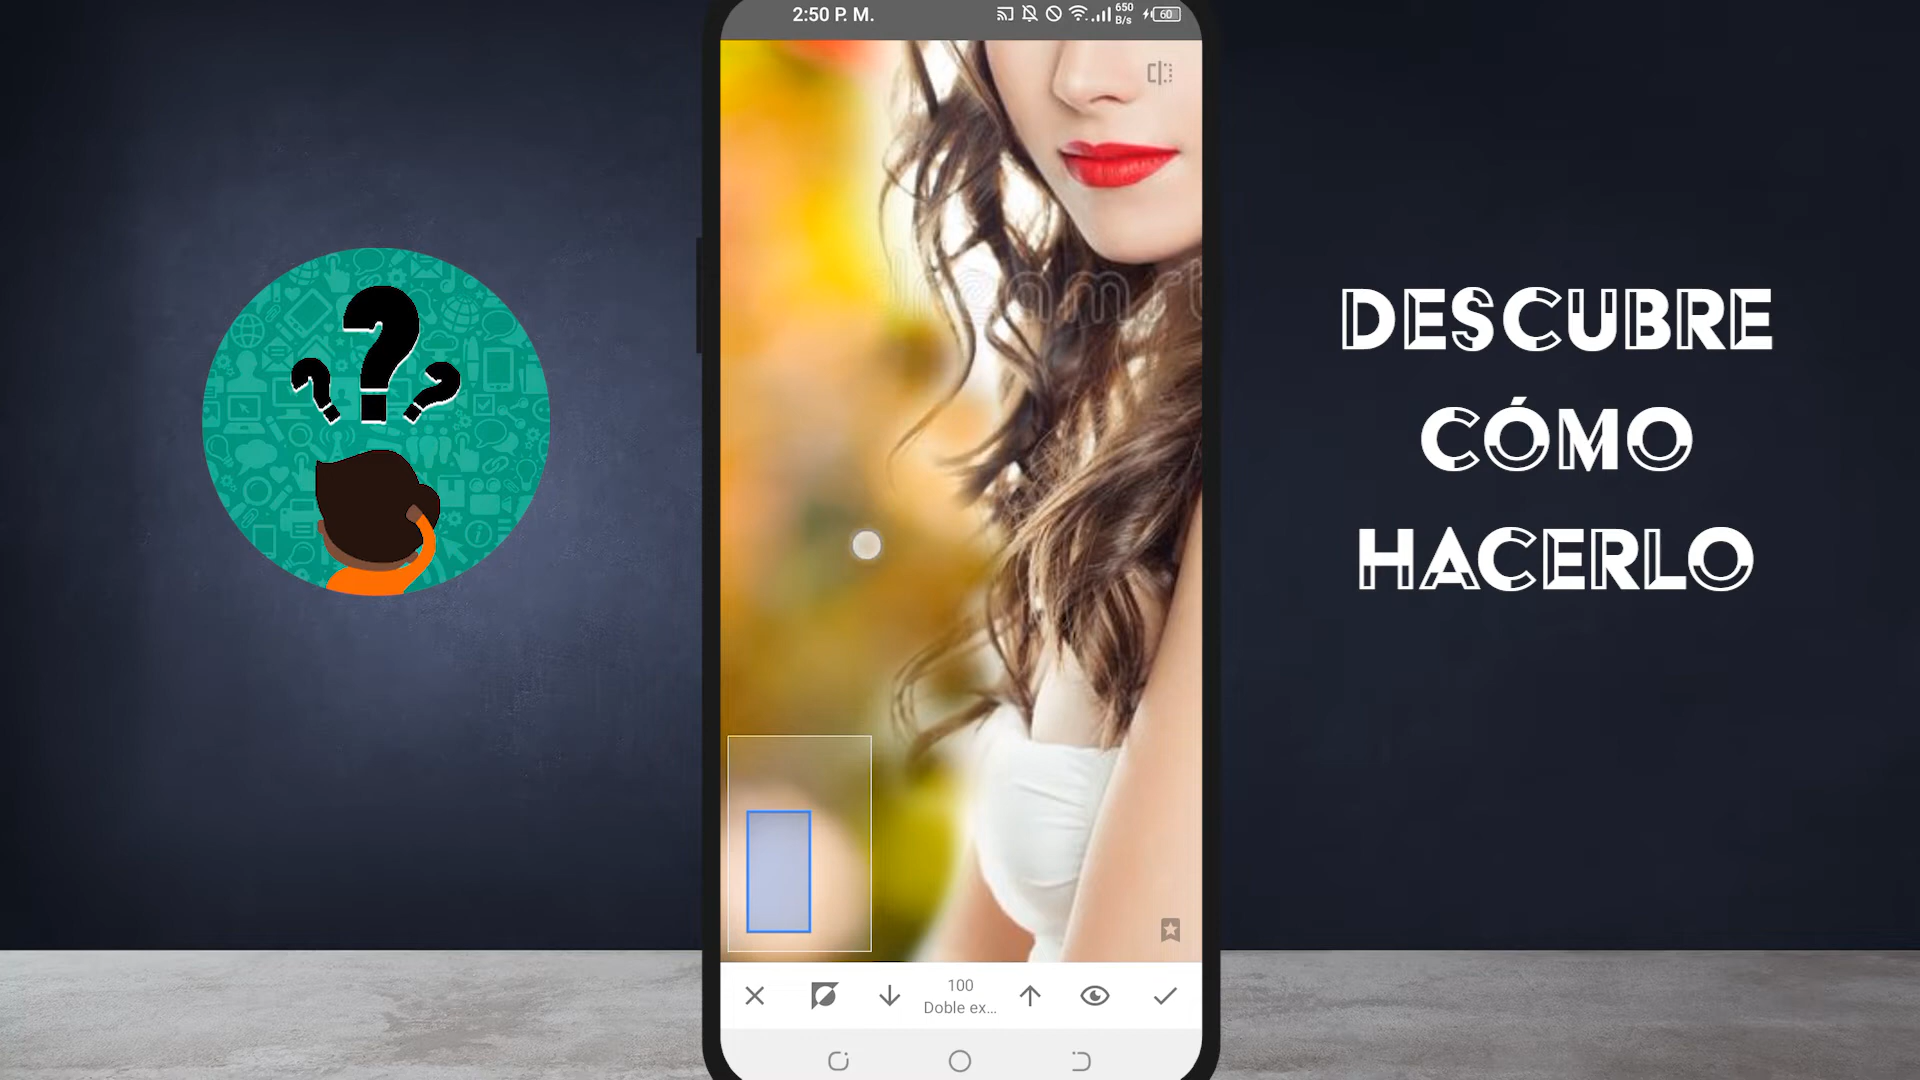 2:50 P. M.
650
B/s
60
DESCUBRE
CÓMO
HACERLO
100
Doble ex...